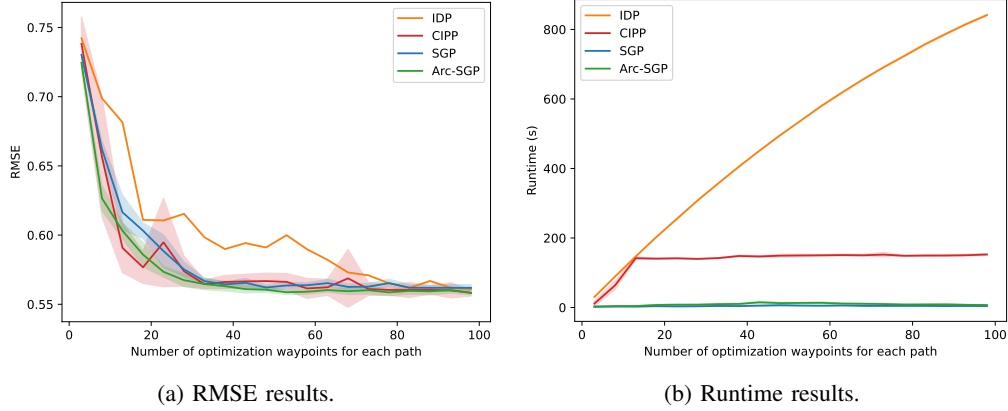 0.75
0.70
0.65
0.60
0.55
RMSE
0
20
40
60
80
100
Number of optimization waypoints for each path
IDP
CIPP
SGP
Arc-SGP
(a) RMSE results.
800
600
400
200
0
Runtime (s)
0
20
40
60
80
100
Number of optimization waypoints for each path
IDP
CIPP
SGP
Arc-SGP
(b) Runtime results.